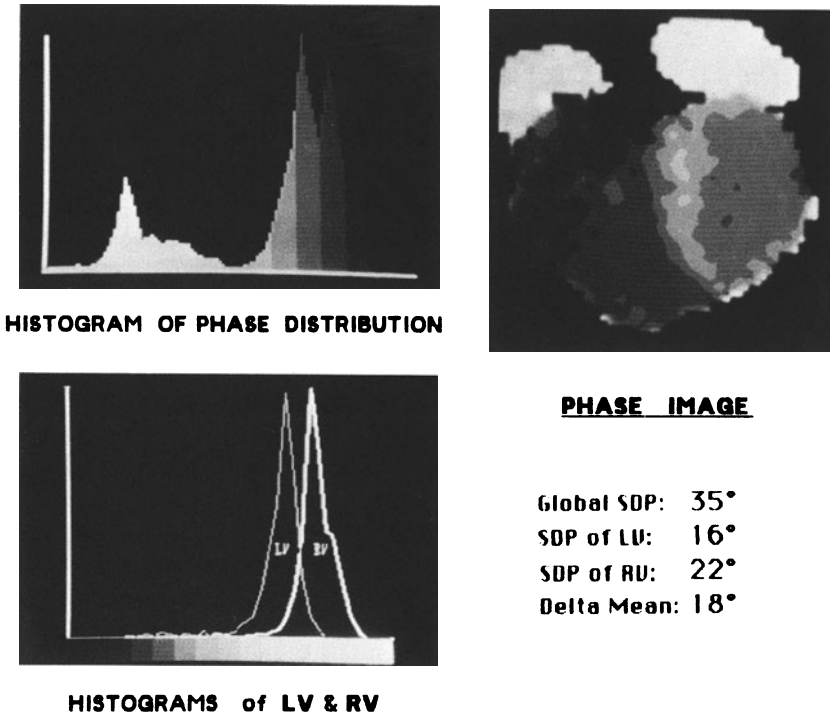 HISTOGRAM OF PHASE DISTRIBUTION
LV RV
HISTOGRAMS of LV & RV
PHASE IMAGE
Global SDP: 35°
SDP of LV: 16°
SDP of RV: 22°
Delta Mean: 18°